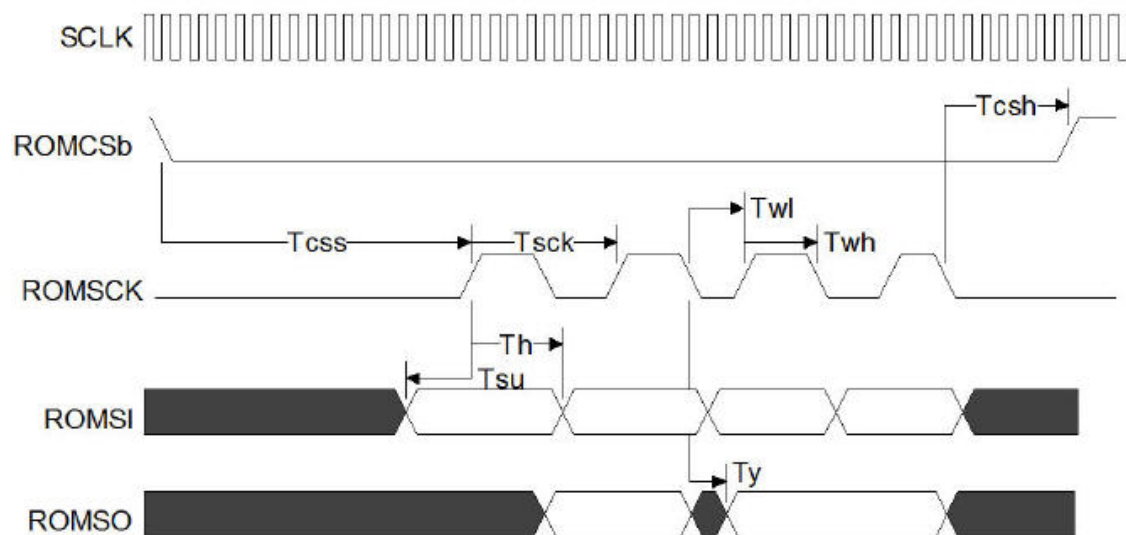 SCLK
Tcsh
ROMCSb
Twl
Tcss
Tsck
Twh
ROMSCK
Th
Tsu
ROMSI
Ty
ROMSO